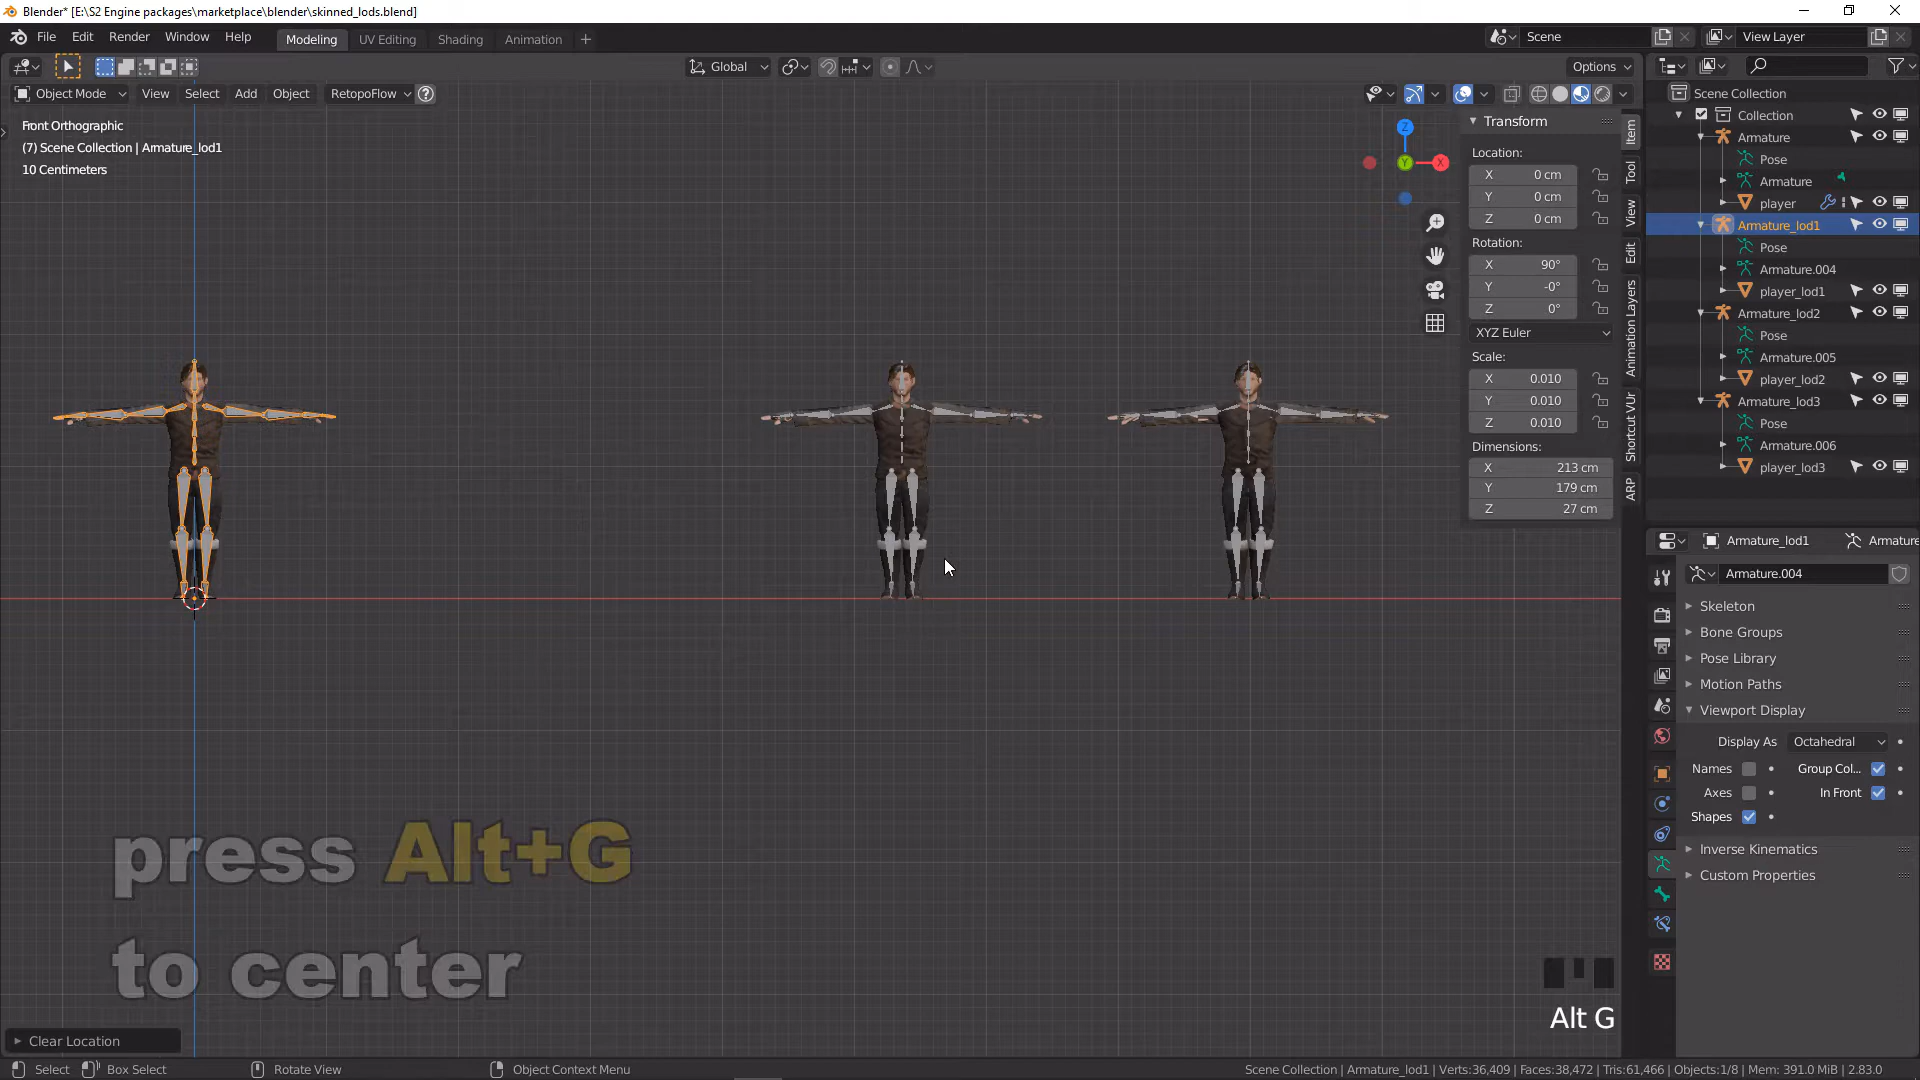 Blender* [E:\S2 Engine packages\marketplace\blender\skinned_lods.blend]
File Edit Render Window Help Modeling UV Editing Shading Animation + Scene View Layer
Global Options
Object Mode View Select Add Object RetopoFlow
Front Orthographic
(7) Scene Collection | Armature_lod1
10 Centimeters
Z
Y
X
Transform
Location:
X 0 cm
Y 0 cm
Z 0 cm
Rotation:
X 90°
Y -0°
Z 0°
XYZ Euler
Scale:
X 0.010
Y 0.010
Z 0.010
Dimensions:
X 213 cm
Y 179 cm
Z 27 cm
Item
Tool
View
Edit
Animation Layers
Shortcut VUr
ARP
Scene Collection
Collection
Armature
Pose
Armature
player
Armature_lod1
Pose
Armature.004
player_lod1
Armature_lod2
Pose
Armature.005
player_lod2
Armature_lod3
Pose
Armature.006
player_lod3
Armature_lod1 Armature
Armature.004
Skeleton
Bone Groups
Pose Library
Motion Paths
Viewport Display
Display As Octahedral
Names Group Col...
Axes In Front
Shapes
Inverse Kinematics
Custom Properties
press Alt+G
to center
Alt G
Clear Location
Select Box Select Rotate View Object Context Menu Scene Collection | Armature_lod1 | Verts:36,409 | Faces:38,472 | Tris:61,466 | Objects:1/8 | Mem: 391.0 MiB | 2.83.0